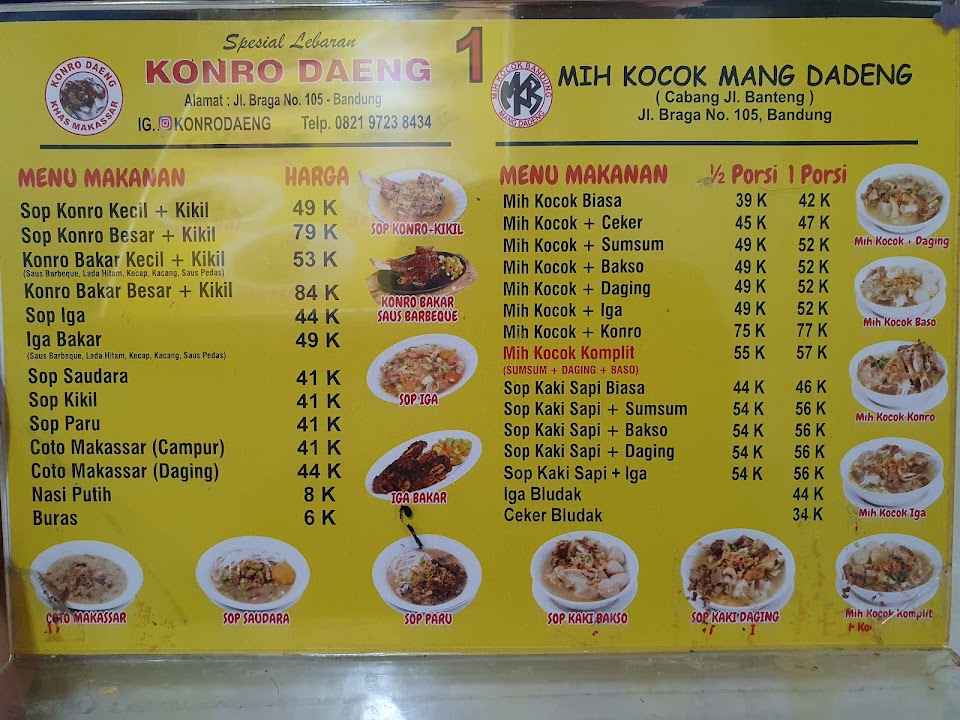 Spesial Lebaran
KONRO DAENG
Alamat : Jl. Braga No. 105 - Bandung
IG.: KONRODAENG Telp. 0821 9723 8434
KONRO DAENG
KHAS MAKASSAR
1
MIH KOCOK BANDUNG
MKB
MANG DADENG
MIH KOCOK MANG DADENG
( Cabang Jl. Banteng )
Jl. Braga No. 105, Bandung
MENU MAKANAN HARGA
Sop Konro Kecil + Kikil 49 K
Sop Konro Besar + Kikil 79 K
Konro Bakar Kecil + Kikil 53 K
(Saus Barbeque, Lada Hitam, Kecap, Kacang, Saus Pedas)
Konro Bakar Besar + Kikil 84 K
Sop Iga 44 K
Iga Bakar 49 K
(Saus Barbeque, Lada Hitam, Kecap, Kacang, Saus Pedas)
Sop Saudara 41 K
Sop Kikil 41 K
Sop Paru 41 K
Coto Makassar (Campur) 41 K
Coto Makassar (Daging) 44 K
Nasi Putih 8 K
Buras 6 K
SOP KONRO+KIKIL
KONRO BAKAR
SAUS BARBEQUE
SOP IGA
IGA BAKAR
COTO MAKASSAR
SOP SAUDARA
SOP PARU
MENU MAKANAN ½ Porsi 1 Porsi
Mih Kocok Biasa 39 K 42 K
Mih Kocok + Ceker 45 K 47 K
Mih Kocok + Sumsum 49 K 52 K
Mih Kocok + Bakso 49 K 52 K
Mih Kocok + Daging 49 K 52 K
Mih Kocok + Iga 49 K 52 K
Mih Kocok + Konro 75 K 77 K
Mih Kocok Komplit 55 K 57 K
(SUMSUM + DAGING + BASO)
Sop Kaki Sapi Biasa 44 K 46 K
Sop Kaki Sapi + Sumsum 54 K 56 K
Sop Kaki Sapi + Bakso 54 K 56 K
Sop Kaki Sapi + Daging 54 K 56 K
Sop Kaki Sapi + Iga 54 K 56 K
Iga Bludak 44 K
Ceker Bludak 34 K
Mih Kocok + Daging
Mih Kocok Baso
Mih Kocok Konro
Mih Kocok Iga
SOP KAKI BAKSO
SOP KAKI DAGING
Mih Kocok Komplit